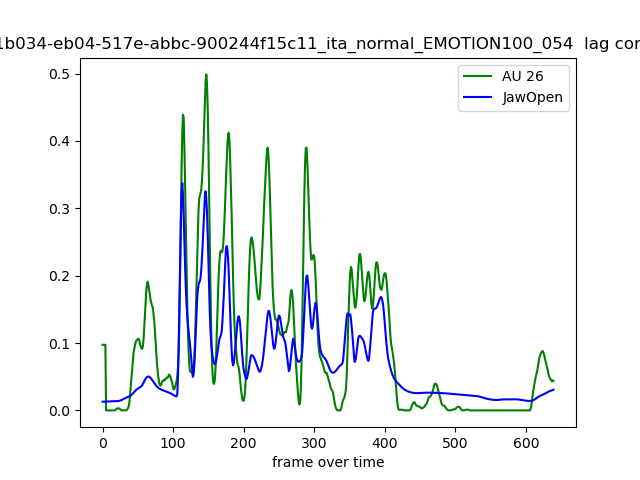 1b034-eb04-517e-abbc-900244f15c11_ita_normal_EMOTION100_054 lag cor
AU 26
JawOpen
0.5
0.4
0.3
0.2
0.1
0.0
0 100 200 300 400 500 600
frame over time